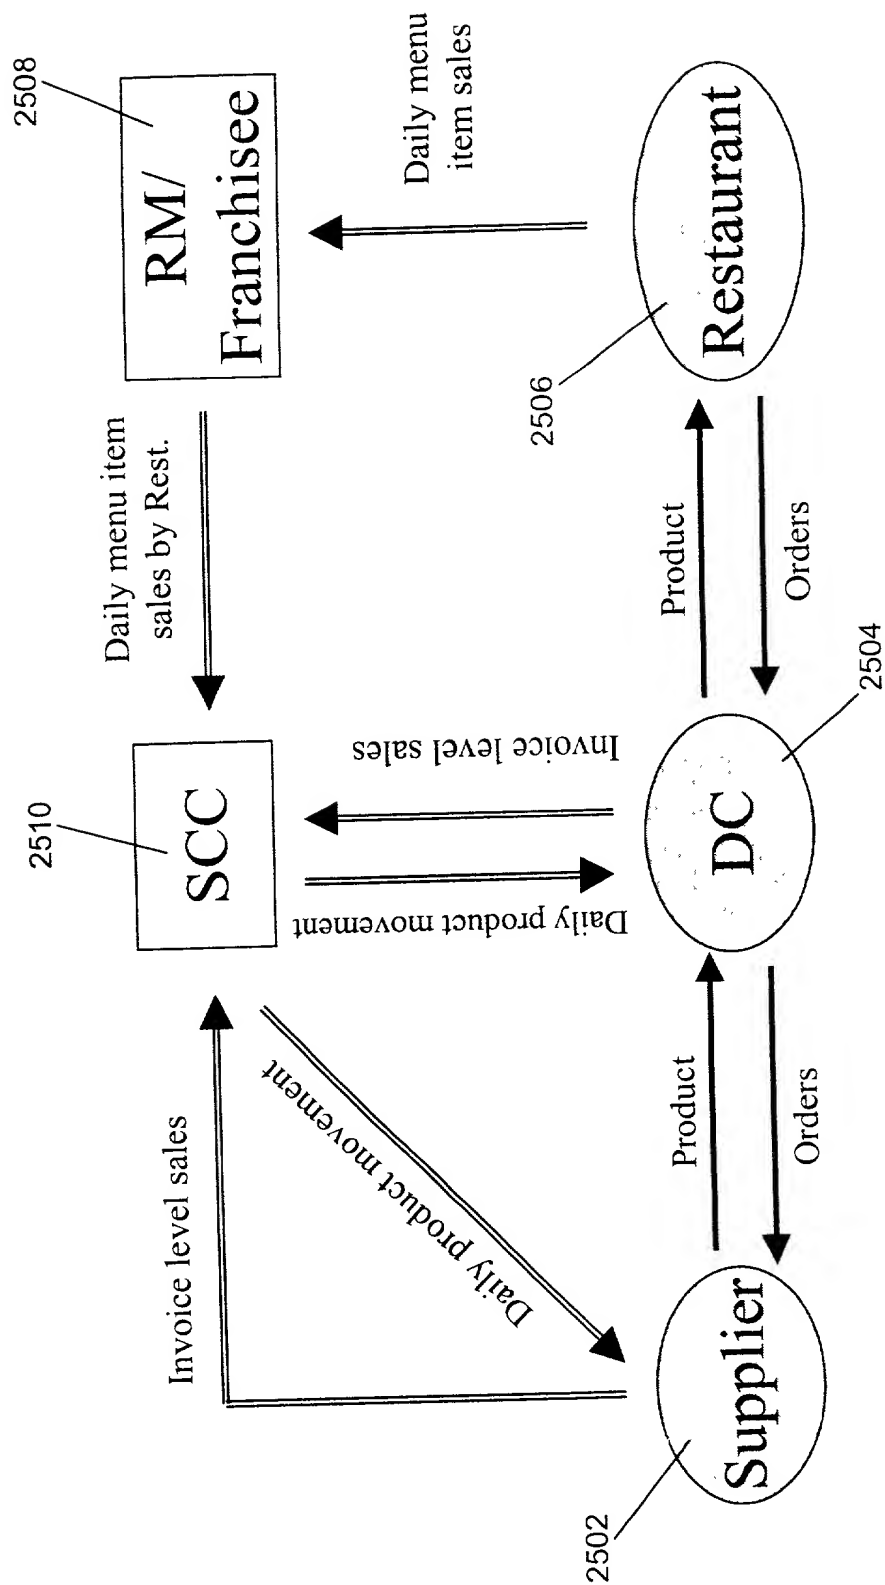 2510
2508
SCC
RM/
Franchisee
Daily menu item
sales by Rest.
Daily menu
item sales
Invoice level sales
Daily product movement
Daily product movement
Invoice level sales
2502
Supplier
Product
Orders
DC
2504
Product
Orders
2506
Restaurant